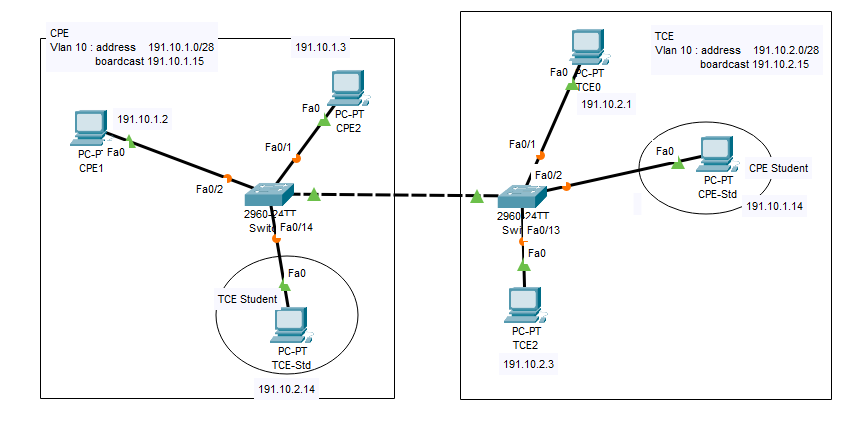 CPE
Vlan 10 : address 191.10.1.0/28
boardcast 191.10.1.15
191.10.1.3
TCE
Vlan 10 : address 191.10.2.0/28
boardcast 191.10.2.15
Fa0
PC-PT
TCE0
191.10.2.1
Fa0
PC-PT
CPE2
191.10.1.2
Fa0
CPE1
Fa0/1
Fa0/2
Fa0/1
Fa0/2
Fa0
PC-PT
CPE-Std
CPE Student
191.10.1.14
2960-24TT
Fa0/14
2960-24TT
Fa0/13
Fa0
PC-PT
TCE2
191.10.2.3
Fa0
TCE Student
PC-PT
TCE-Std
191.10.2.14